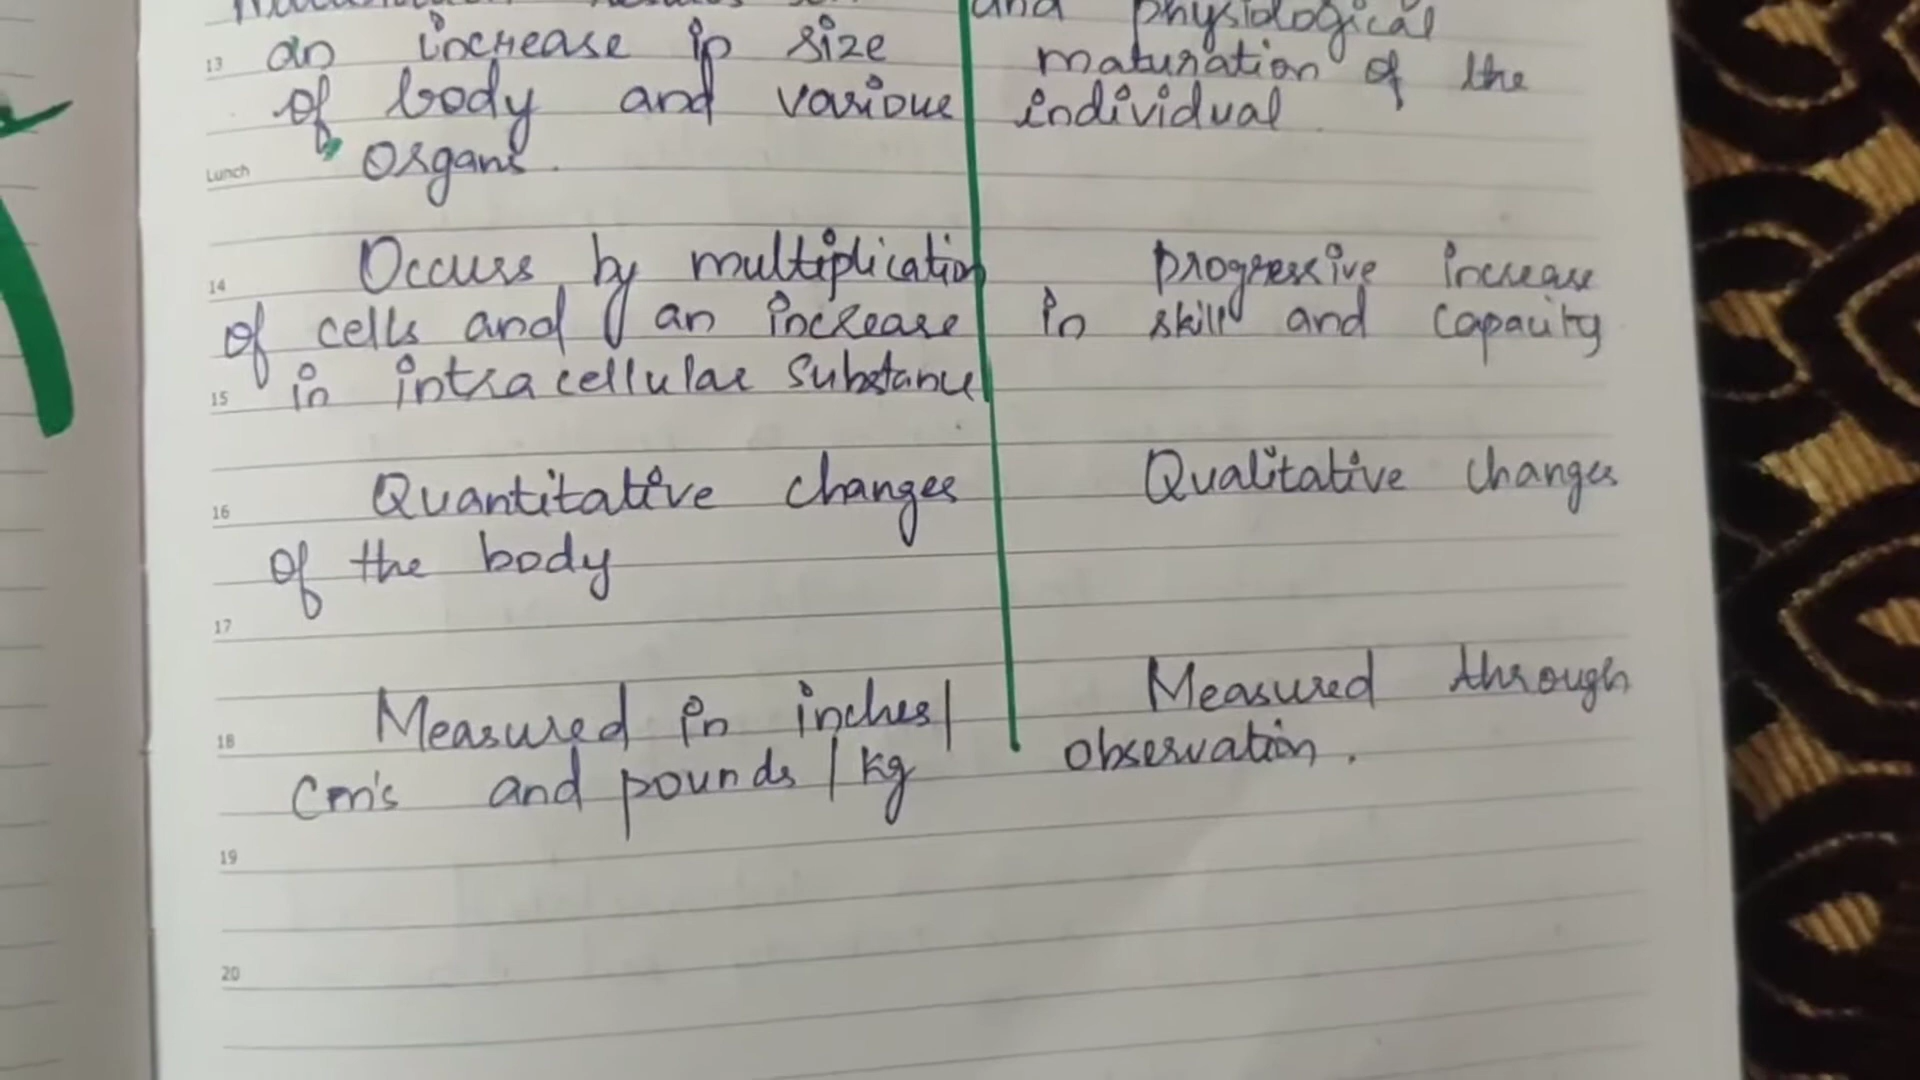 and physiological
13 an increase in size
maturation of the
of body and various
individual
Lunch organs.
14 Occurs by multiplication
progressive increase
of cells and an increase
in skill and capacity
15 in intracellular substance
16 Quantitative changes
Qualitative changes
of the body
17
18 Measured in inches/
Measured through
cm's and pounds / kg
observation.
19
20